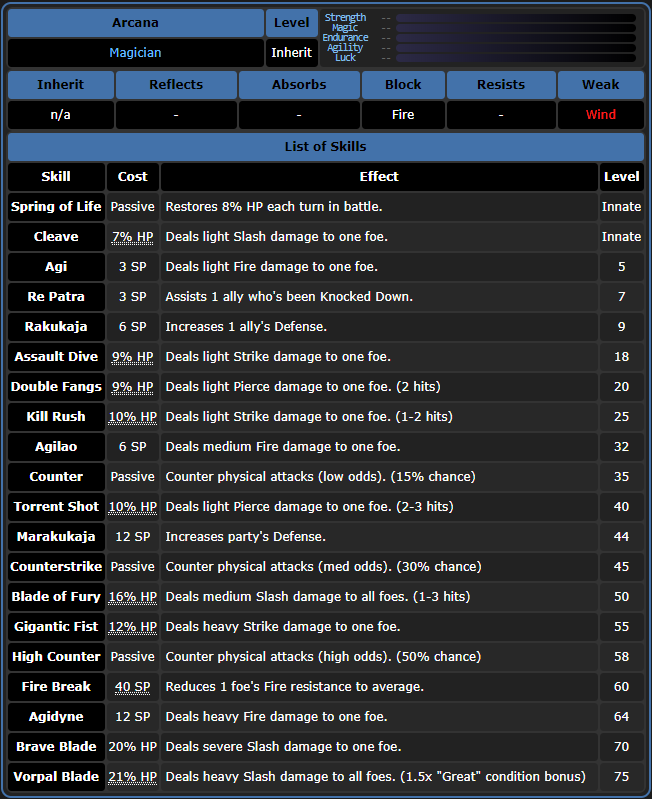 Arcana Level
Magician Inherit
Strength --
Magic --
Endurance --
Agility --
Luck --
Inherit Reflects Absorbs Block Resists Weak
n/a - - Fire - Wind
List of Skills
Skill Cost Effect Level
Spring of Life Passive Restores 8% HP each turn in battle. Innate
Cleave 7% HP Deals light Slash damage to one foe. Innate
Agi 3 SP Deals light Fire damage to one foe. 5
Re Patra 3 SP Assists 1 ally who's been Knocked Down. 7
Rakukaja 6 SP Increases 1 ally's Defense. 9
Assault Dive 9% HP Deals light Strike damage to one foe. 18
Double Fangs 9% HP Deals light Pierce damage to one foe. (2 hits) 20
Kill Rush 10% HP Deals light Strike damage to one foe. (1-2 hits) 25
Agilao 6 SP Deals medium Fire damage to one foe. 32
Counter Passive Counter physical attacks (low odds). (15% chance) 35
Torrent Shot 10% HP Deals light Pierce damage to one foe. (2-3 hits) 40
Marakukaja 12 SP Increases party's Defense. 44
Counterstrike Passive Counter physical attacks (med odds). (30% chance) 45
Blade of Fury 16% HP Deals medium Slash damage to all foes. (1-3 hits) 50
Gigantic Fist 12% HP Deals heavy Strike damage to one foe. 55
High Counter Passive Counter physical attacks (high odds). (50% chance) 58
Fire Break 40 SP Reduces 1 foe's Fire resistance to average. 60
Agidyne 12 SP Deals heavy Fire damage to one foe. 64
Brave Blade 20% HP Deals severe Slash damage to one foe. 70
Vorpal Blade 21% HP Deals heavy Slash damage to all foes. (1.5x "Great" condition bonus) 75